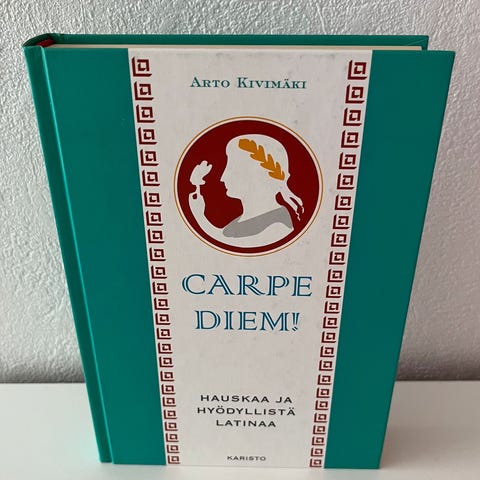 ARTO KIVIMÄKI
CARPE
DIEM!
HAUSKAA JA
HYÖDYLLISTÄ
LATINAA
KARISTO